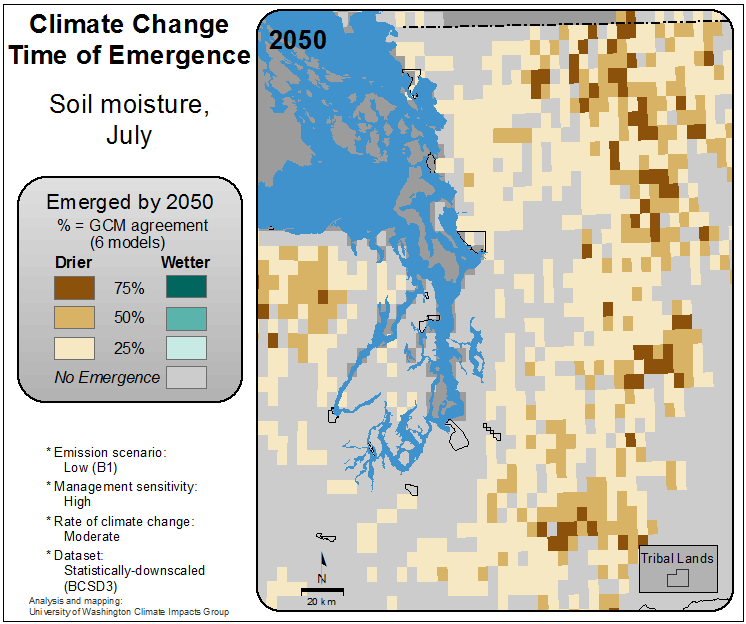 Climate Change
Time of Emergence
Soil moisture,
July
Emerged by 2050
% = GCM agreement
(6 models)
Drier Wetter
75%
50%
25%
No Emergence
* Emission scenario:
Low (B1)
* Management sensitivity:
High
* Rate of climate change:
Moderate
* Dataset:
Statistically-downscaled
(BCSD3)
Analysis and mapping:
University of Washington Climate Impacts Group
2050
N
20 km
Tribal Lands